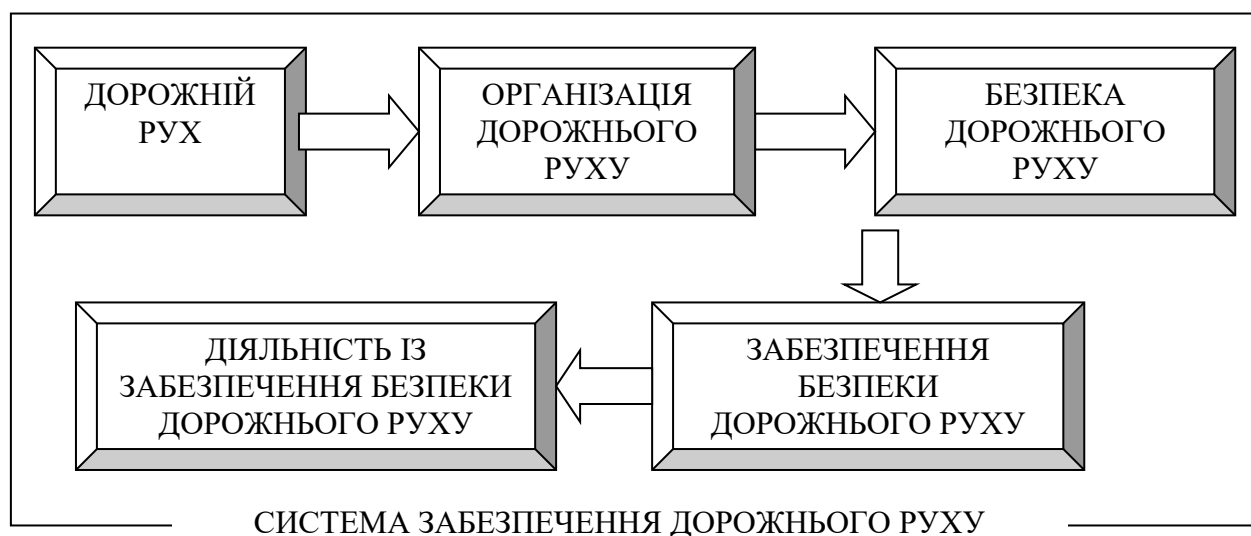 ДОРОЖНІЙ
РУХ
ОРГАНІЗАЦІЯ
ДОРОЖНЬОГО
РУХУ
БЕЗПЕКА
ДОРОЖНЬОГО
РУХУ
ДІЯЛЬНІСТЬ ІЗ
ЗАБЕЗПЕЧЕННЯ БЕЗПЕКИ
ДОРОЖНЬОГО РУХУ
ЗАБЕЗПЕЧЕННЯ
БЕЗПЕКИ
ДОРОЖНЬОГО РУХУ
СИСТЕМА ЗАБЕЗПЕЧЕННЯ ДОРОЖНЬОГО РУХУ